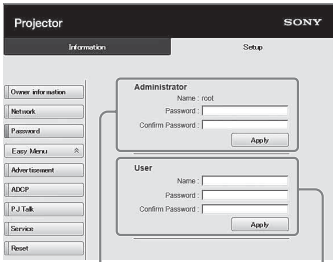 Projector
SONY
Information
Setup
Owner information
Network
Password
Easy Menu
Advertisement
ADCP
PJ Talk
Service
Reset
Administrator
Name : root
Password :
Confirm Password :
Apply
User
Name :
Password :
Confirm Password :
Apply